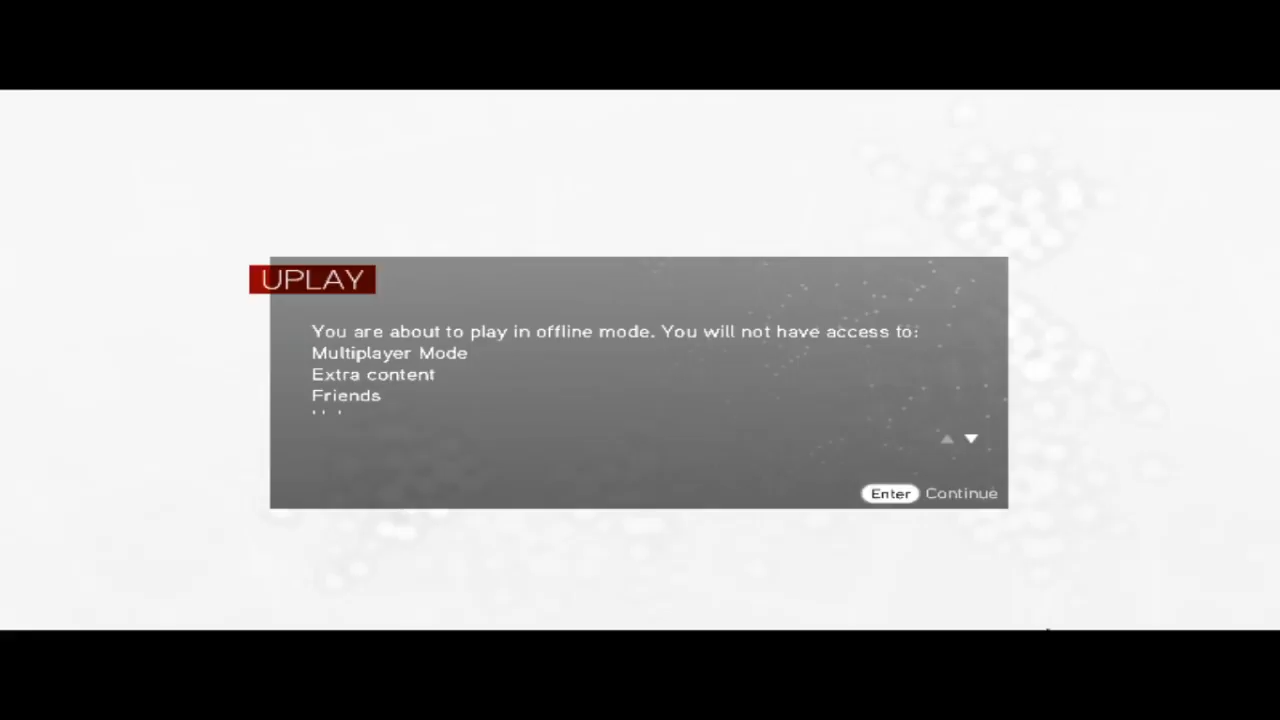 UPLAY
You are about to play in offline mode. You will not have access to:
Multiplayer Mode
Extra content
Friends
Enter Continue